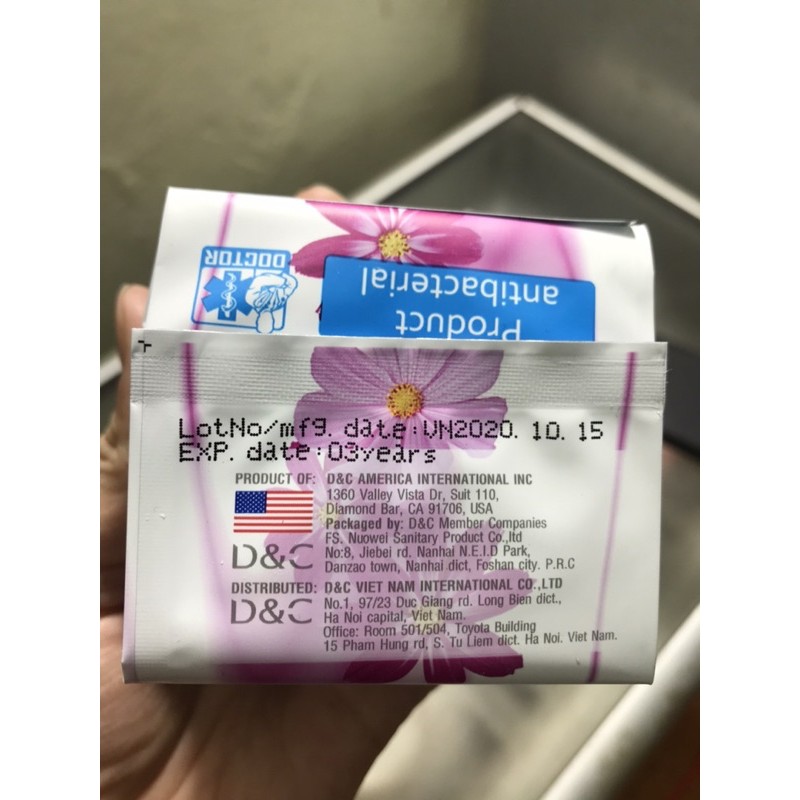 DOCTOR
Product
antibacterial
LotNo/mfg. date:VN2020. 10. 15
EXP. date:03years
PRODUCT OF: D&C AMERICA INTERNATIONAL INC
1360 Valley Vista Dr, Suit 110,
Dlamond Bar, CA 91706, USA
Packaged by: D&C Member Companies
FS. Nuowei Sanitary Product Co.,ltd
D&C No:8, Jiebei rd. Nanhai N.E.I.D Park,
Danzao town, Nanhai dict, Foshan city. P.R.C
DISTRIBUTED: D&C VIET NAM INTERNATIONAL CO.,LTD
D&C No.1, 97/23 Duc Giang rd. Long Bien dict.,
Ha Noi capital, Viet Nam.
Office: Room 501/504, Toyota Building
15 Pham Hung rd, S. Tu Liem dict. Ha Noi. Viet Nam.